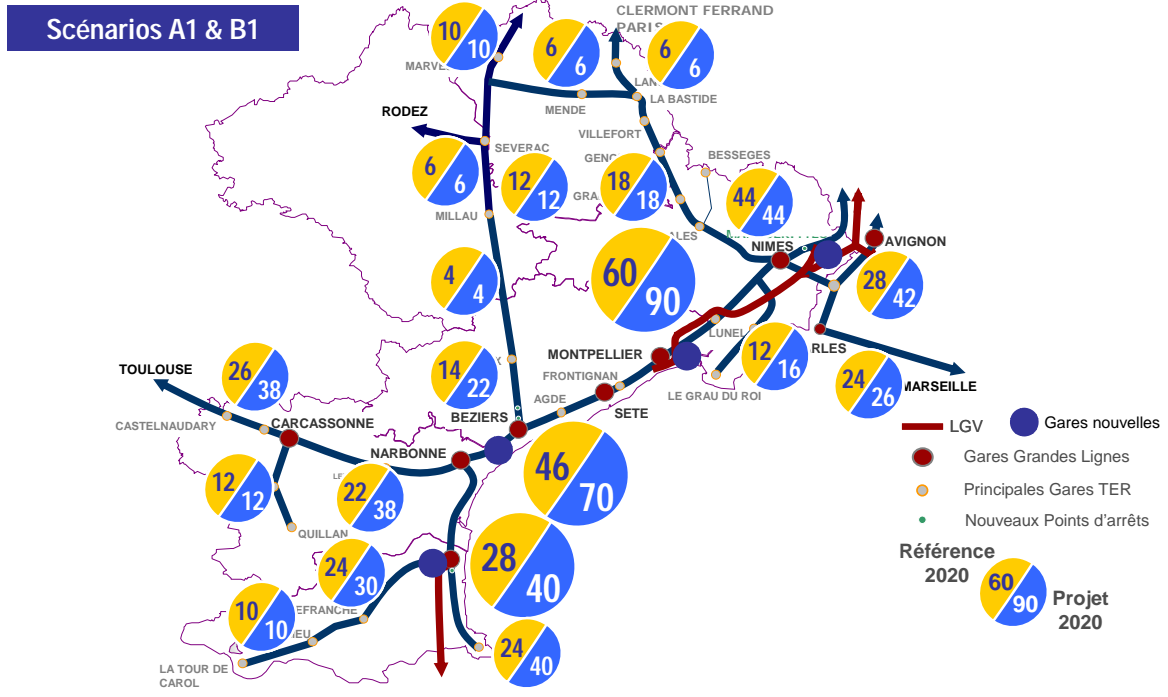 Scénarios A1 & B1
CLERMONT FERRAND
PARIS
10
10
6
6
6
6
MENDE
LA BASTIDE
RODEZ
VILLEFORT
SEVERAC
BESSEGES
6
6
12
12
18
18
44
44
MILLAU
NIMES
AVIGNON
60
90
28
42
4
4
LUNEL
MONTPELLIER
12
16
FRONTIGNAN
24
26
MARSEILLE
LE GRAU DU ROI
TOULOUSE
26
38
14
22
AGDE
SETE
BEZIERS
CASTELNAUDARY
CARCASSONNE
NARBONNE
12
12
22
38
46
70
QUILLAN
28
40
24
30
10
10
24
40
LA TOUR DE
CAROL
LGV
Gares nouvelles
Gares Grandes Lignes
Principales Gares TER
Nouveaux Points d'arrêts
Référence
2020
60
90
Projet
2020